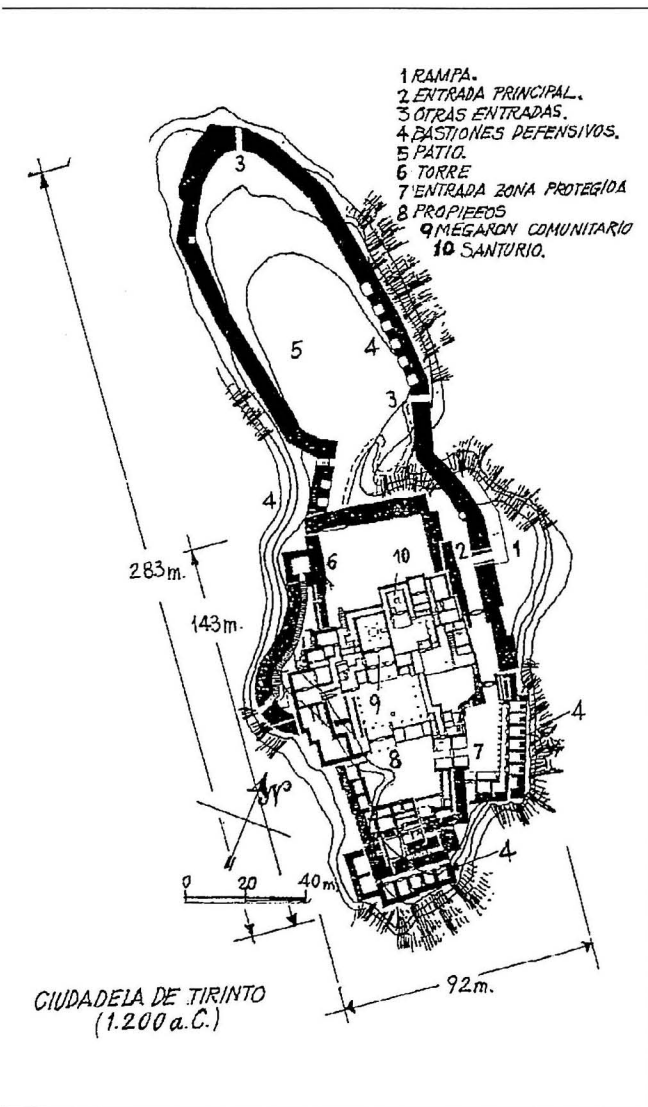 1 RAMPA.
2 ENTRADA PRINCIPAL.
3 OTRAS ENTRADAS.
4 BASTIONES DEFENSIVOS.
5 PATIO.
6 TORRE
7 ENTRADA ZONA PROTEGIDA
8 PROPILEOS
9 MEGARON COMUNITARIO
10 SANTURIO.
3
5
4
3
4
2
1
6
10
283m.
143m.
9
4
8
7
N
4
0 20 40m.
92m.
CIUDADELA DE TIRINTO
(1.200 a.C.)